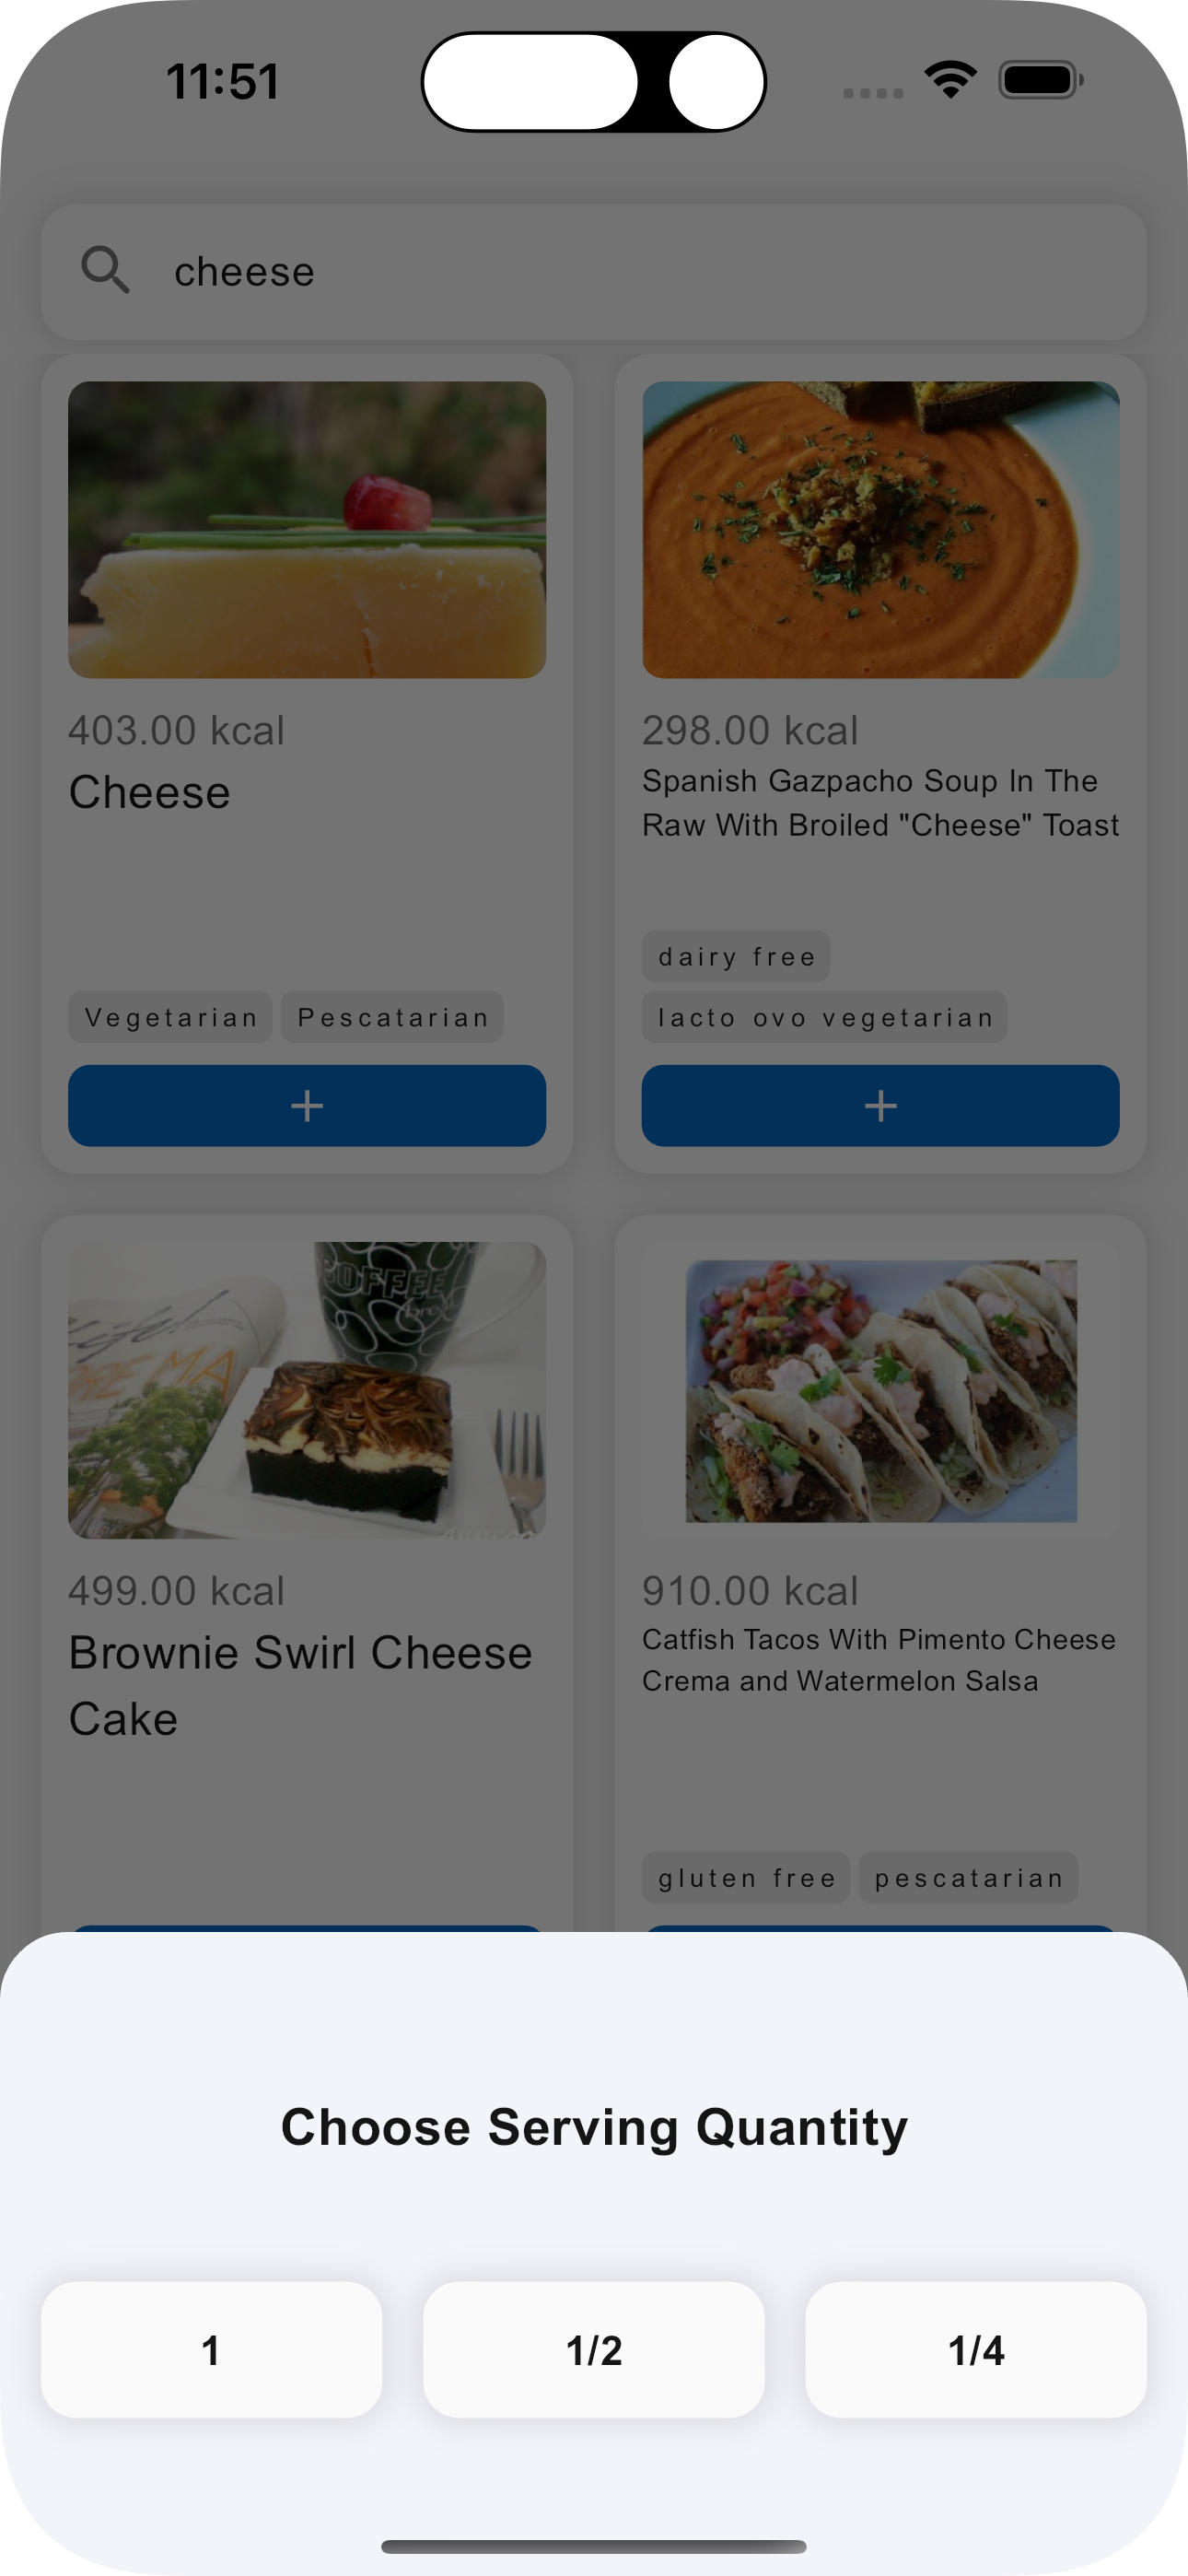 11:51
cheese
403.00 kcal
Cheese
Vegetarian Pescatarian
+
298.00 kcal
Spanish Gazpacho Soup In The
Raw With Broiled "Cheese" Toast
dairy free
lacto ovo vegetarian
+
COFFEE
499.00 kcal
Brownie Swirl Cheese
Cake
910.00 kcal
Catfish Tacos With Pimento Cheese
Crema and Watermelon Salsa
gluten free pescatarian
Choose Serving Quantity
1 1/2 1/4